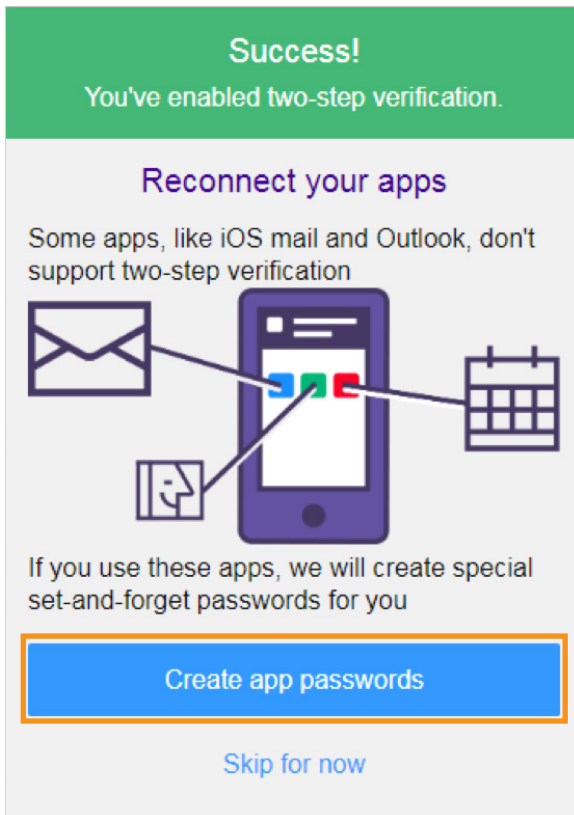 Success!
You've enabled two-step verification.
Reconnect your apps
Some apps, like iOS mail and Outlook, don't
support two-step verification
If you use these apps, we will create special
set-and-forget passwords for you
Create app passwords
Skip for now